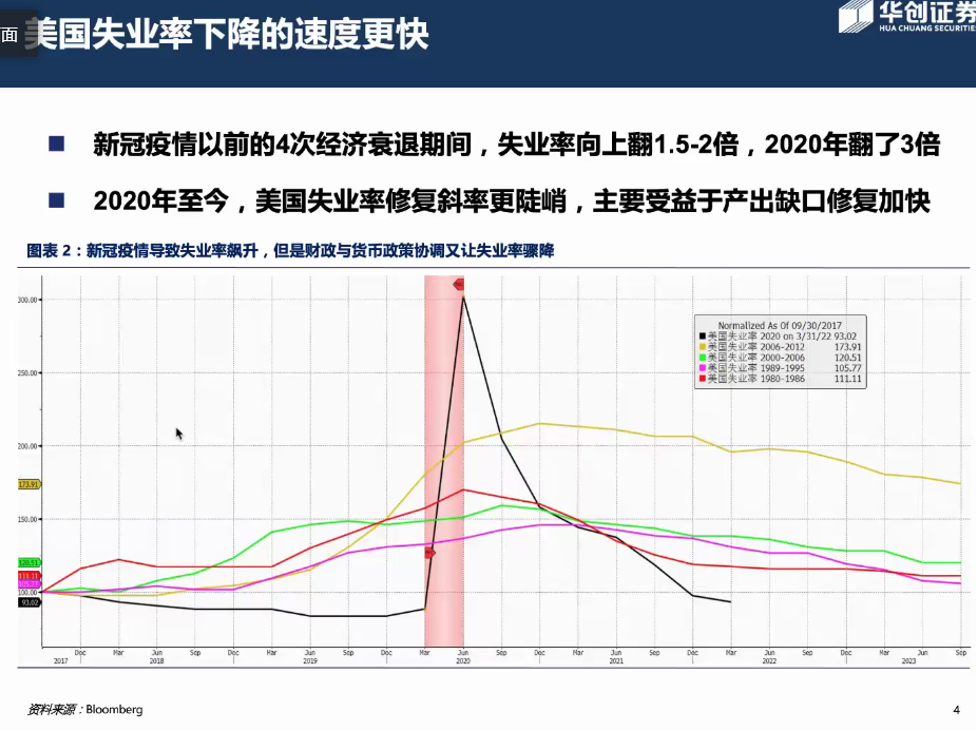 面
美国失业率下降的速度更快
华创证券
HUA CHUANG SECURITIES
新冠疫情以前的4次经济衰退期间，失业率向上翻1.5-2倍，2020年翻了3倍
2020年至今，美国失业率修复斜率更陡峭，主要受益于产出缺口修复加快
图表 2：新冠疫情导致失业率飙升，但是财政与货币政策协调又让失业率骤降
300.00
250.00
200.00
173.91
150.00
120.51
111.11
105.77
100.00
93.02
Normalized As Of 09/30/2017
美国失业率 2020 on 3/31/22 93.02
美国失业率 2006-2012 173.91
美国失业率 2000-2006 120.51
美国失业率 1989-1995 105.77
美国失业率 1980-1986 111.11
Dec Mar Jun Sep Dec Mar Jun Sep Dec Mar Jun Sep Dec Mar Jun Sep Dec Mar Jun Sep Dec Mar Jun Sep
2017 2018 2019 2020 2021 2022 2023
资料来源：Bloomberg
4